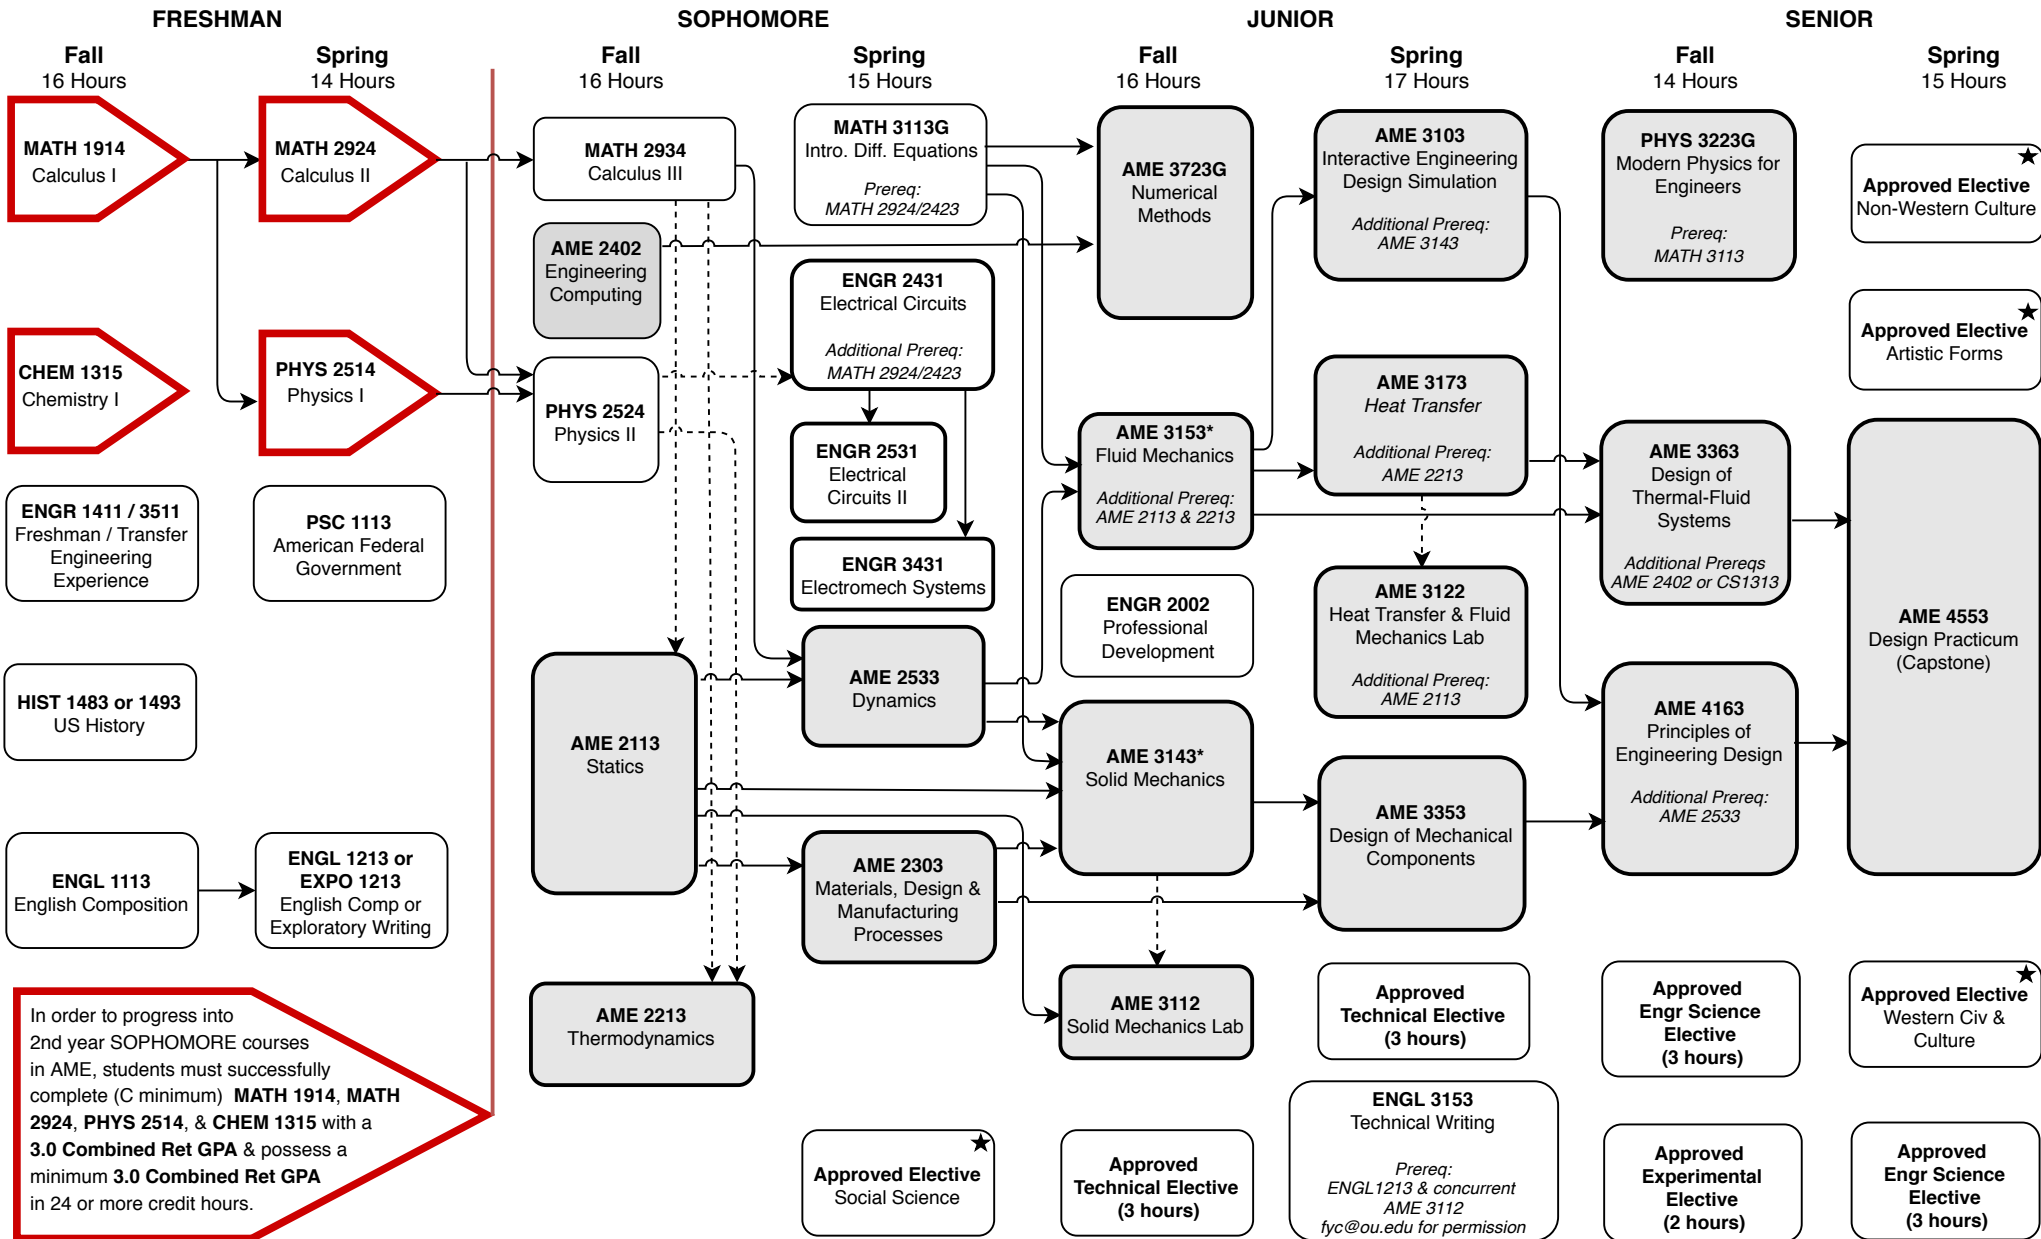 FRESHMAN
SOPHOMORE
JUNIOR
SENIOR
Fall
16 Hours
Spring
14 Hours
Fall
16 Hours
Spring
15 Hours
Fall
16 Hours
Spring
17 Hours
Fall
14 Hours
Spring
15 Hours
MATH 1914
Calculus I
CHEM 1315
Chemistry I
ENGR 1411 / 3511
Freshman / Transfer
Engineering
Experience
HIST 1483 or 1493
US History
ENGL 1113
English Composition
MATH 2924
Calculus II
PHYS 2514
Physics I
PSC 1113
American Federal
Government
ENGL 1213 or
EXPO 1213
English Comp or
Exploratory Writing
In order to progress into
2nd year SOPHOMORE courses
in AME, students must successfully
complete (C minimum) MATH 1914, MATH
2924, PHYS 2514, & CHEM 1315 with a
3.0 Combined Ret GPA & possess a
minimum 3.0 Combined Ret GPA
in 24 or more credit hours.
MATH 2934
Calculus III
AME 2402
Engineering
Computing
PHYS 2524
Physics II
AME 2113
Statics
AME 2213
Thermodynamics
MATH 3113G
Intro. Diff. Equations
Prereq:
MATH 2924/2423
ENGR 2431
Electrical Circuits
Additional Prereq:
MATH 2924/2423
ENGR 2531
Electrical
Circuits II
ENGR 3431
Electromech Systems
AME 2533
Dynamics
AME 2303
Materials, Design &
Manufacturing
Processes
Approved Elective
Social Science
AME 3723G
Numerical
Methods
AME 3153*
Fluid Mechanics
Additional Prereq:
AME 2113 & 2213
ENGR 2002
Professional
Development
AME 3143*
Solid Mechanics
AME 3112
Solid Mechanics Lab
Approved
Technical Elective
(3 hours)
AME 3103
Interactive Engineering
Design Simulation
Additional Prereq:
AME 3143
AME 3173
Heat Transfer
Additional Prereq:
AME 2213
AME 3122
Heat Transfer & Fluid
Mechanics Lab
Additional Prereq:
AME 2113
AME 3353
Design of Mechanical
Components
Approved
Technical Elective
(3 hours)
ENGL 3153
Technical Writing
Prereq:
ENGL1213 & concurrent
AME 3112
fyc@ou.edu for permission
PHYS 3223G
Modern Physics for
Engineers
Prereq:
MATH 3113
AME 3363
Design of
Thermal-Fluid
Systems
Additional Prereqs
AME 2402 or CS1313
AME 4163
Principles of
Engineering Design
Additional Prereq:
AME 2533
Approved
Engr Science
Elective
(3 hours)
Approved
Experimental
Elective
(2 hours)
Approved Elective
Non-Western Culture
Approved Elective
Artistic Forms
AME 4553
Design Practicum
(Capstone)
Approved Elective
Western Civ &
Culture
Approved
Engr Science
Elective
(3 hours)